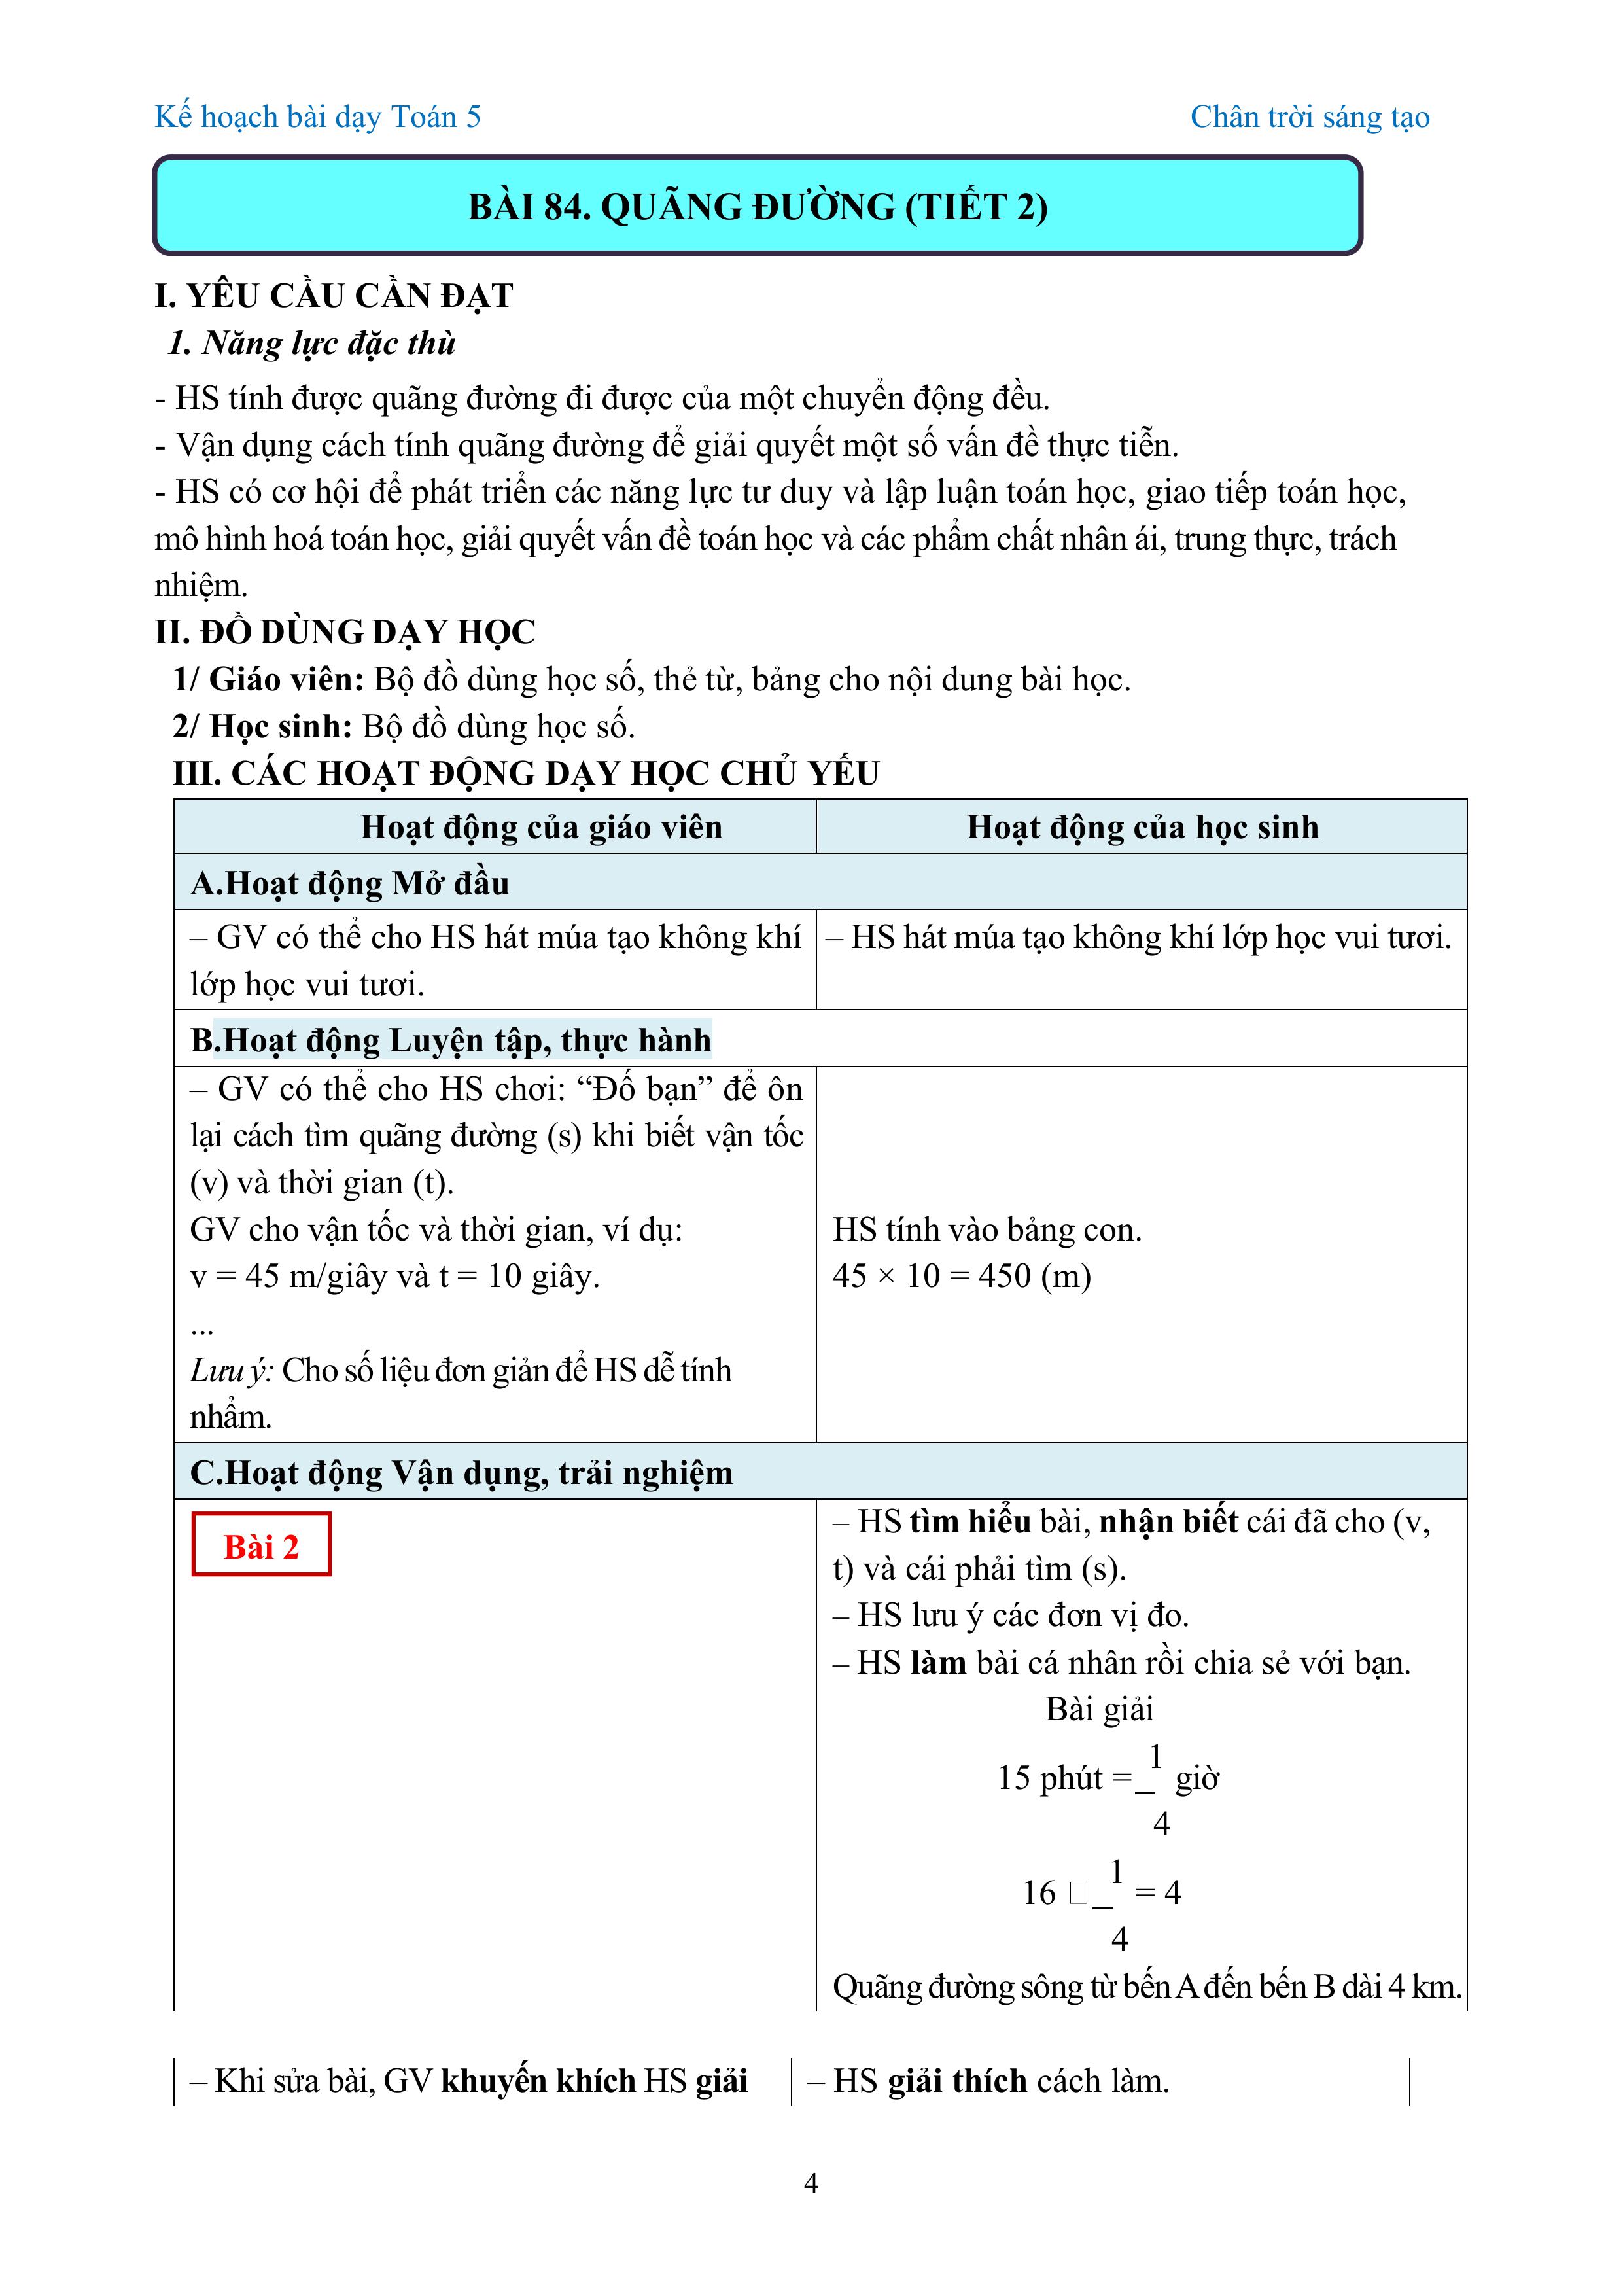 Kế hoạch bài dạy Toán 5 Chân trời sáng tạo
BÀI 84. QUÃNG ĐƯỜNG (TIẾT 2)
I. YÊU CẦU CẦN ĐẠT
1. Năng lực đặc thù
- HS tính được quãng đường đi được của một chuyển động đều.
- Vận dụng cách tính quãng đường để giải quyết một số vấn đề thực tiễn.
- HS có cơ hội để phát triển các năng lực tư duy và lập luận toán học, giao tiếp toán học,
mô hình hoá toán học, giải quyết vấn đề toán học và các phẩm chất nhân ái, trung thực, trách
nhiệm.
II. ĐỒ DÙNG DẠY HỌC
1/ Giáo viên: Bộ đồ dùng học số, thẻ từ, bảng cho nội dung bài học.
2/ Học sinh: Bộ đồ dùng học số.
III. CÁC HOẠT ĐỘNG DẠY HỌC CHỦ YẾU
Hoạt động của giáo viên
Hoạt động của học sinh
A.Hoạt động Mở đầu
– GV có thể cho HS hát múa tạo không khí
lớp học vui tươi.
– HS hát múa tạo không khí lớp học vui tươi.
B.Hoạt động Luyện tập, thực hành
– GV có thể cho HS chơi: “Đố bạn” để ôn
lại cách tìm quãng đường (s) khi biết vận tốc
(v) và thời gian (t).
GV cho vận tốc và thời gian, ví dụ:
v = 45 m/giây và t = 10 giây.
...
Lưu ý: Cho số liệu đơn giản để HS dễ tính
nhẩm.
HS tính vào bảng con.
45 × 10 = 450 (m)
C.Hoạt động Vận dụng, trải nghiệm
Bài 2
– HS tìm hiểu bài, nhận biết cái đã cho (v,
t) và cái phải tìm (s).
– HS lưu ý các đơn vị đo.
– HS làm bài cá nhân rồi chia sẻ với bạn.
Bài giải
15 phút = 1 giờ
4
16 □ 1 = 4
4
Quãng đường sông từ bến A đến bến B dài 4 km.
– Khi sửa bài, GV khuyến khích HS giải
– HS giải thích cách làm.
4